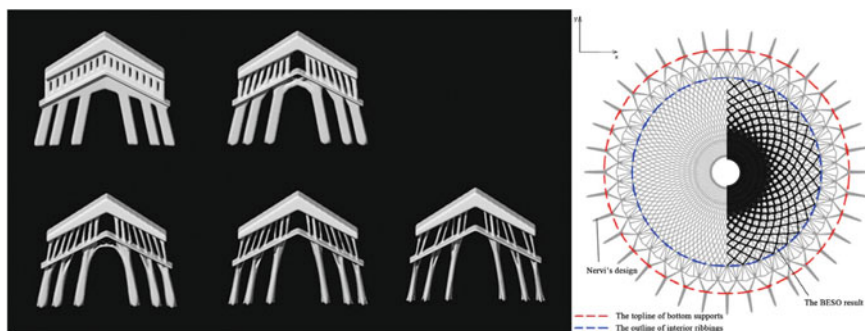 Y
x
Nervi's design
The BESO result
The topline of bottom supports
The outline of interior ribbings